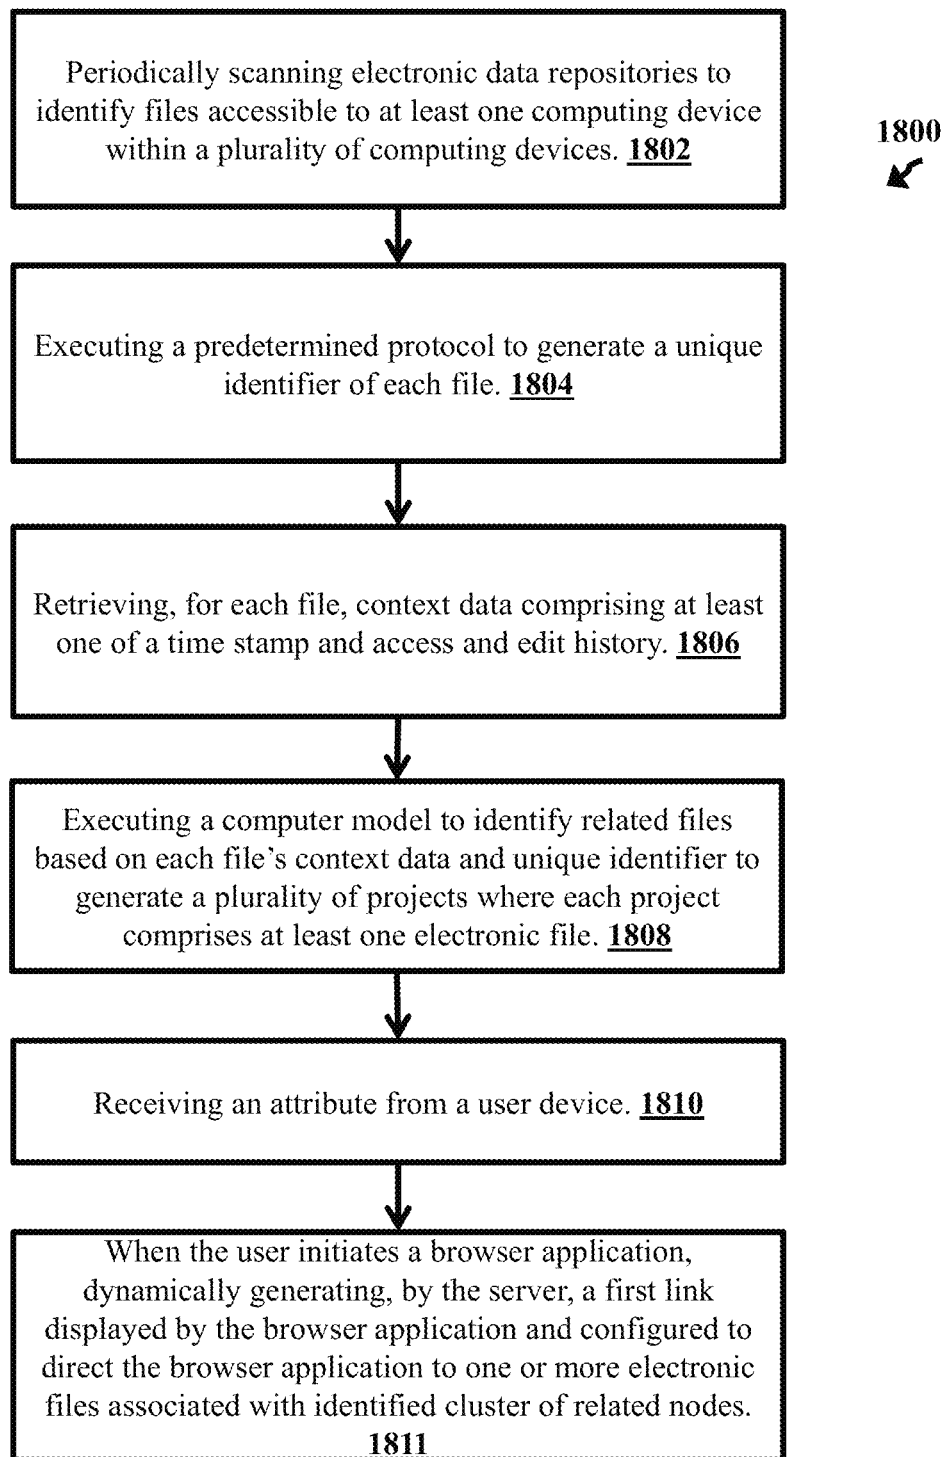 Periodically scanning electronic data repositories to
identify files accessible to at least one computing device
within a plurality of computing devices. 1802
1800
Executing a predetermined protocol to generate a unique
identifier of each file. 1804
Retrieving, for each file, context data comprising at least
one of a time stamp and access and edit history. 1806
Executing a computer model to identify related files
based on each file's context data and unique identifier to
generate a plurality of projects where each project
comprises at least one electronic file. 1808
Receiving an attribute from a user device. 1810
When the user initiates a browser application,
dynamically generating, by the server, a first link
displayed by the browser application and configured to
direct the browser application to one or more electronic
files associated with identified cluster of related nodes.
1811